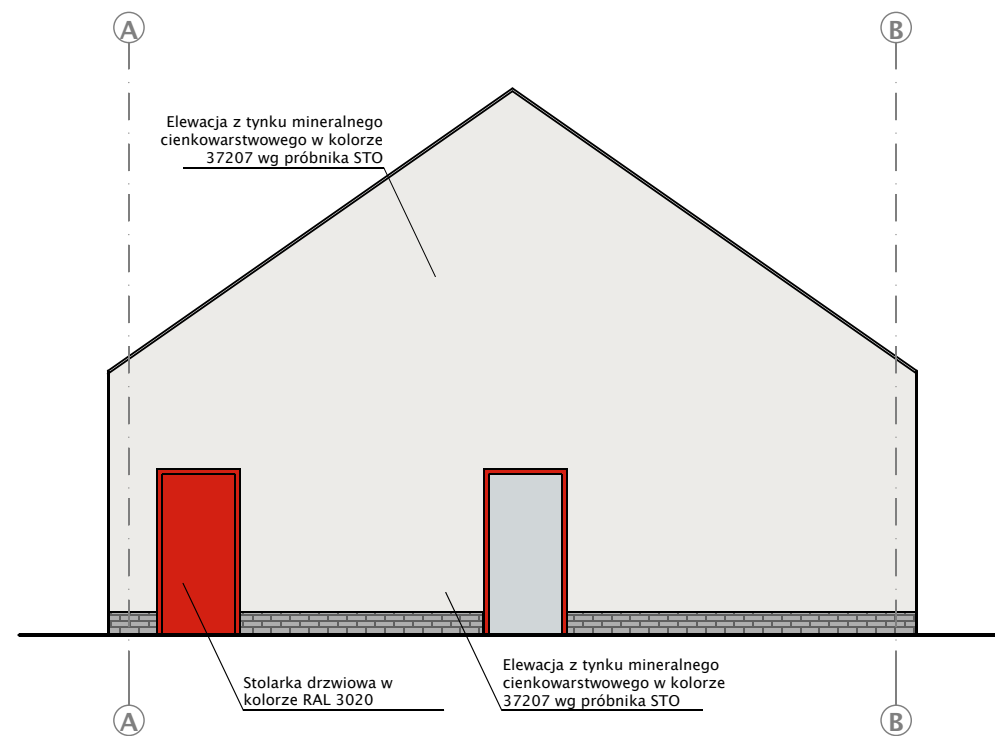 A
B
Elewacja z tynku mineralnego
cienkowarstwowego w kolorze
37207 wg próbnika STO
Elewacja z tynku mineralnego
cienkowarstwowego w kolorze
37207 wg próbnika STO
Stolarka drzwiowa w
kolorze RAL 3020
A
B